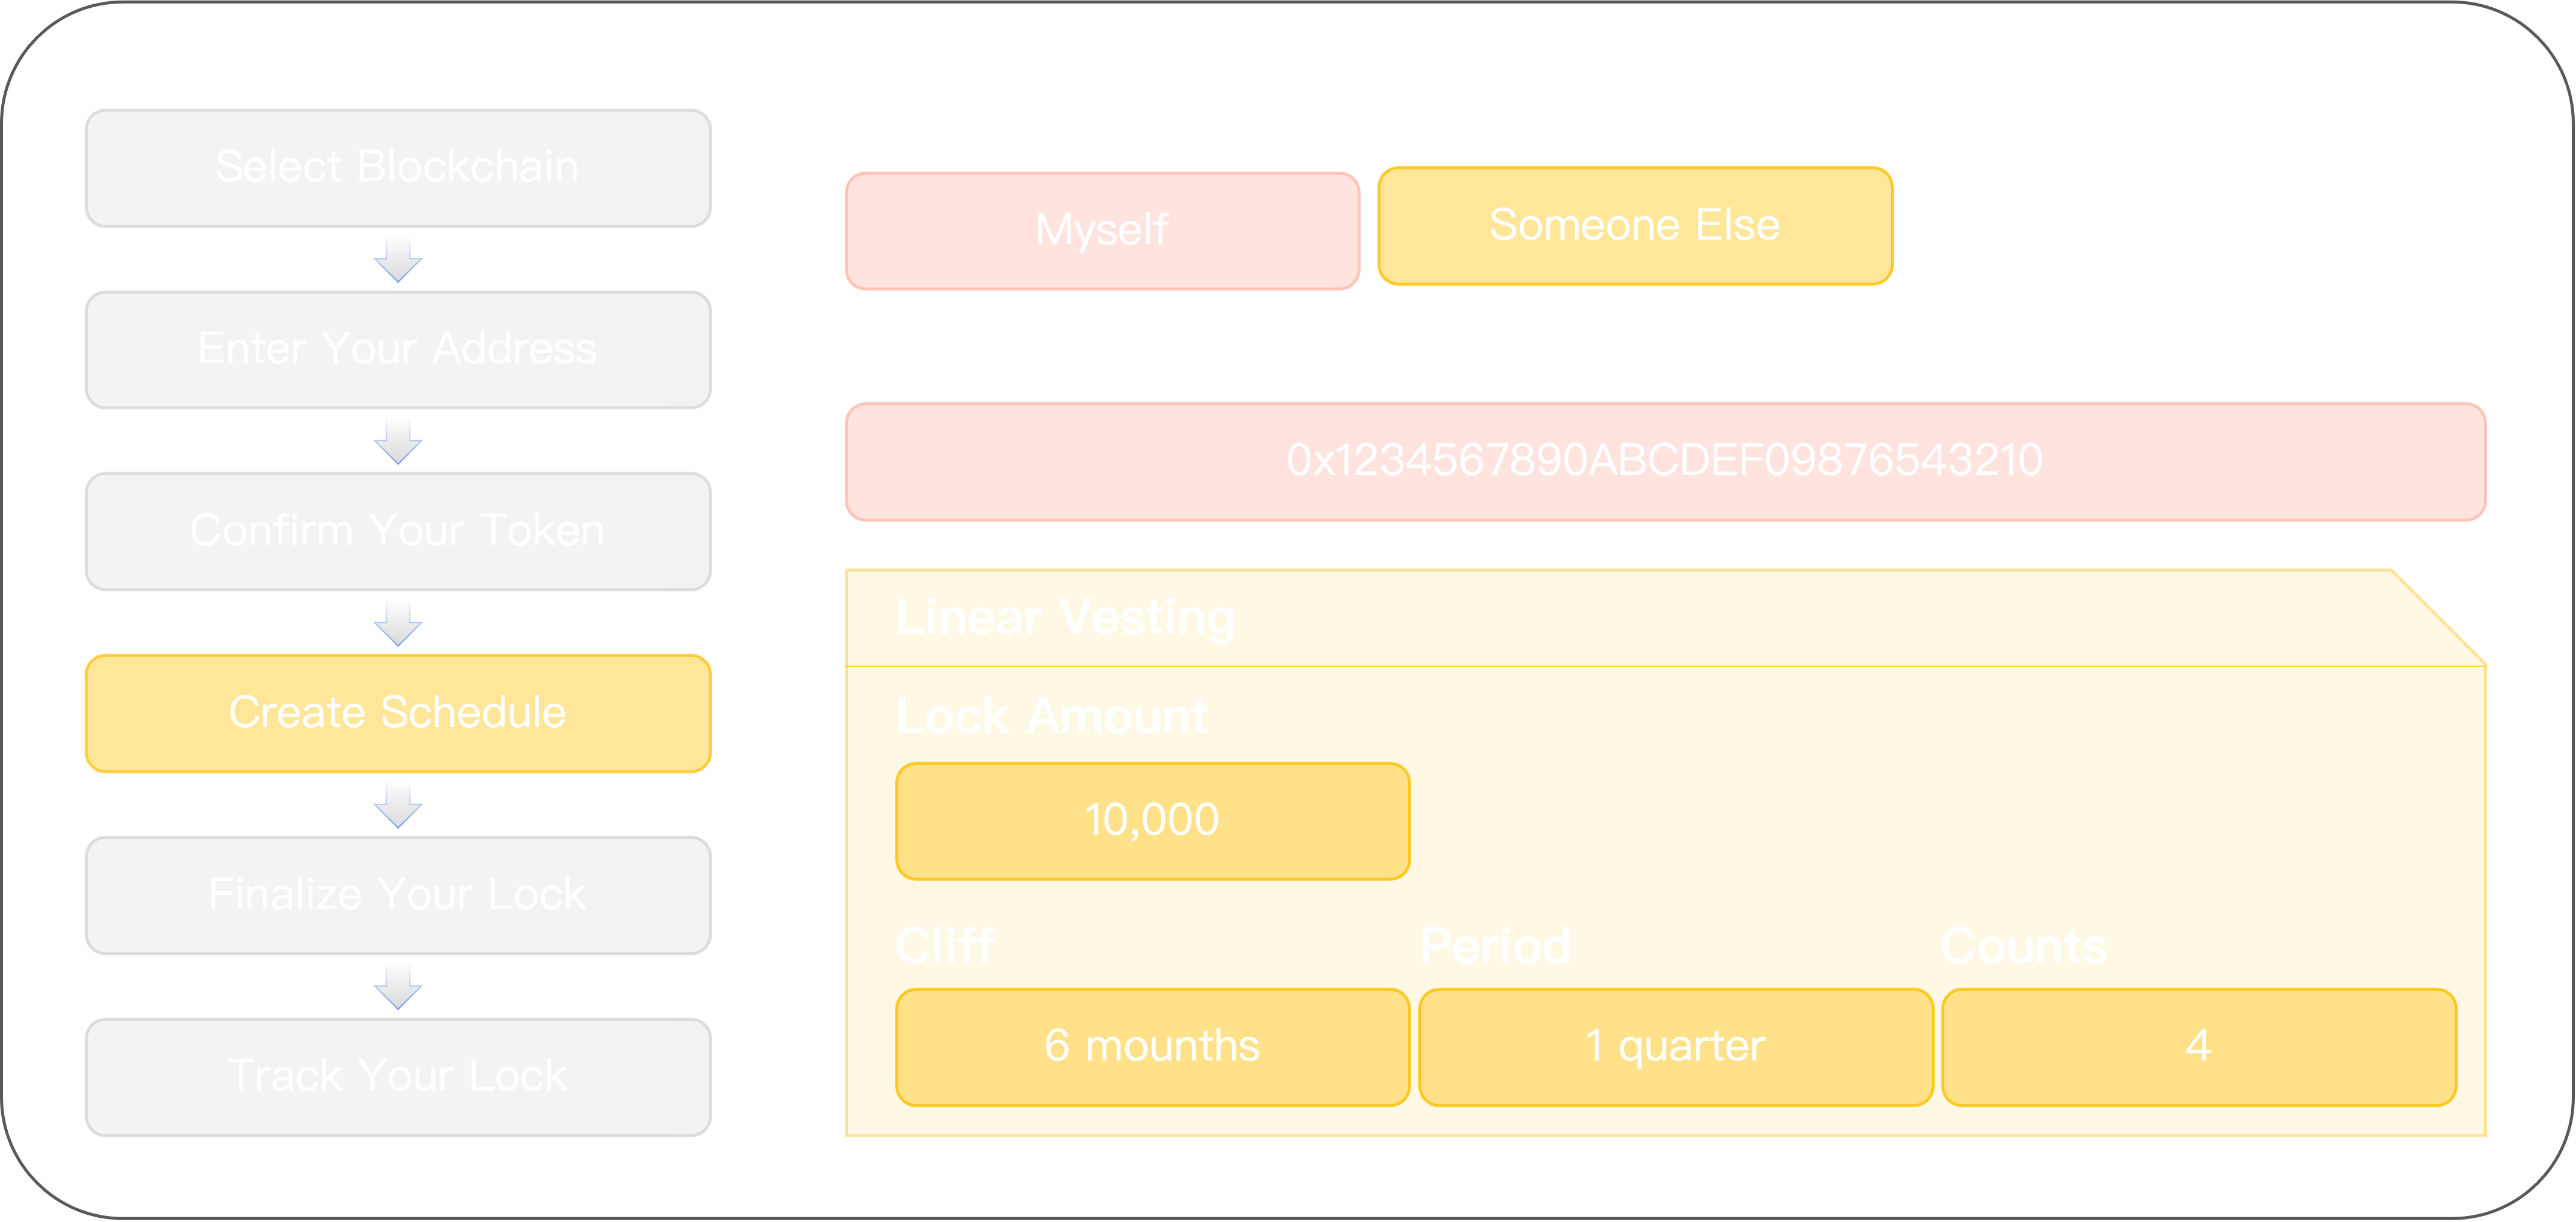 Select Blockchain
Enter Your Address
Confirm Your Token
Create Schedule
Finalize Your Lock
Track Your Lock
Myself
Someone Else
0x1234567890ABCDEF09876543210
Linear Vesting
Lock Amount
10,000
Cliff
Period
Counts
6 mounths
1 quarter
4